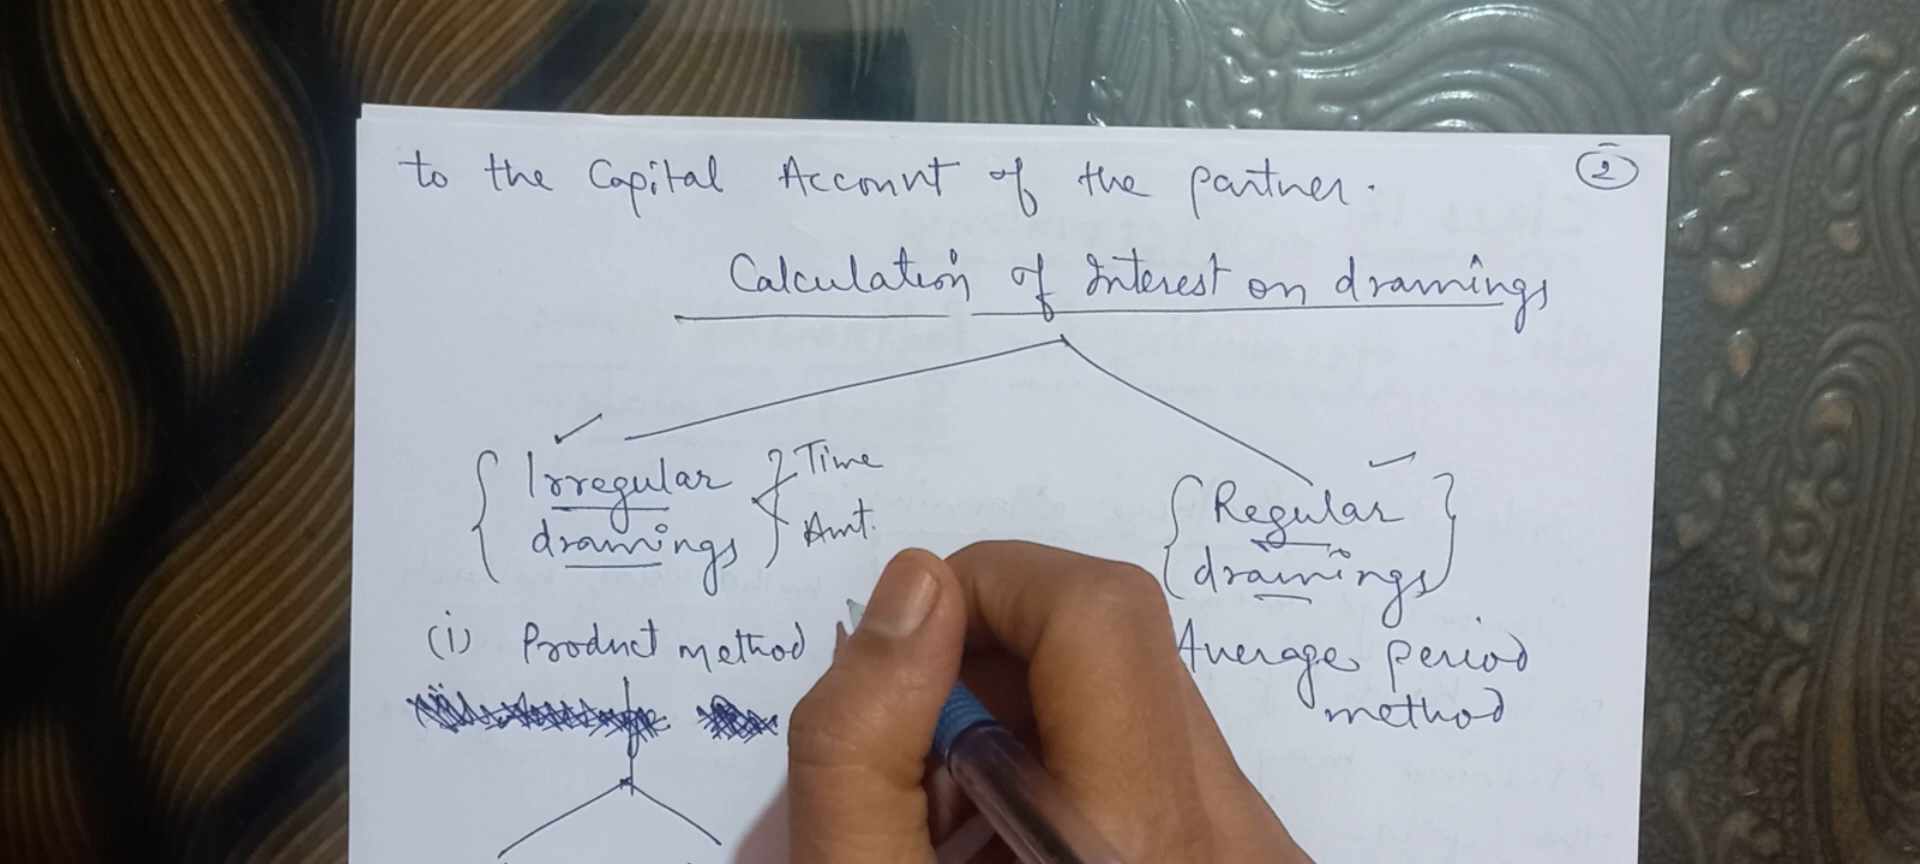 to the Capital Account of the partner.
2
Calculation of Interest on drawings
Irregular
drawings
Time
Amt.
Regular
drawings
(i) Product method
Average period
method